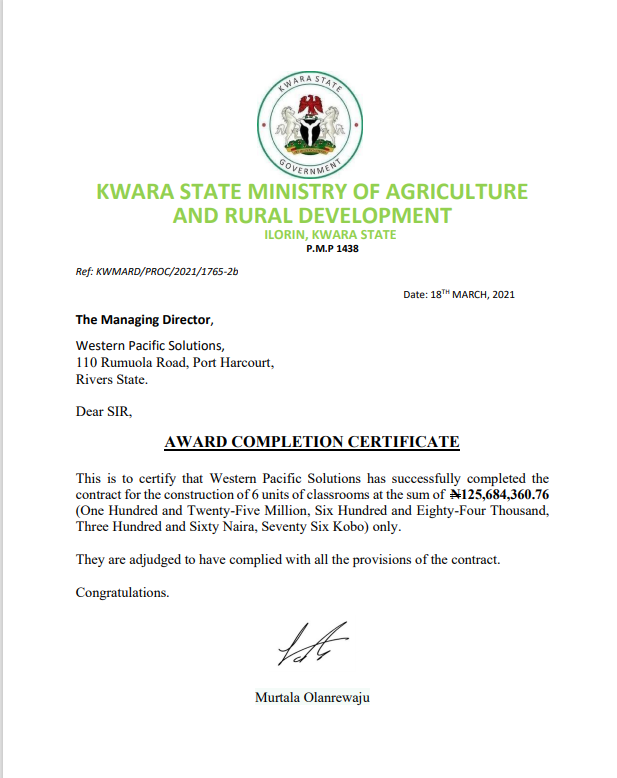 KWARA STATE
GOVERNMENT
KWARA STATE MINISTRY OF AGRICULTURE
AND RURAL DEVELOPMENT
ILORIN, KWARA STATE
P.M.P 1438
Ref: KWMARD/PROC/2021/1765-2b
Date: 18TH MARCH, 2021
The Managing Director,
Western Pacific Solutions,
110 Rumuola Road, Port Harcourt,
Rivers State.
Dear SIR,
AWARD COMPLETION CERTIFICATE
This is to certify that Western Pacific Solutions has successfully completed the
contract for the construction of 6 units of classrooms at the sum of ₦125,684,360.76
(One Hundred and Twenty-Five Million, Six Hundred and Eighty-Four Thousand,
Three Hundred and Sixty Naira, Seventy Six Kobo) only.
They are adjudged to have complied with all the provisions of the contract.
Congratulations.
Murtala Olanrewaju